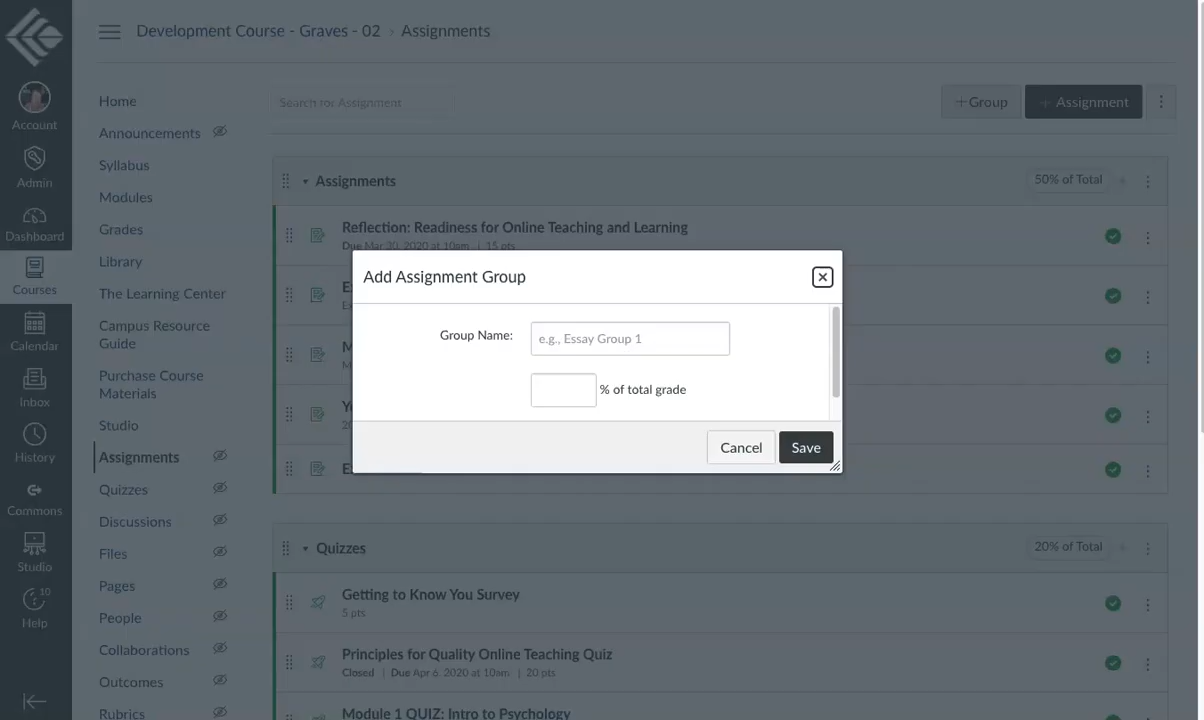 Development Course - Graves - 02 › Assignments
Account
Admin
Dashboard
Courses
Calendar
Inbox
History
Commons
Studio
10
Help
Home
Announcements
Syllabus
Modules
Grades
Library
The Learning Center
Campus Resource
Guide
Purchase Course
Materials
Studio
Assignments
Quizzes
Discussions
Files
Pages
People
Collaborations
Outcomes
Rubrics
Search for Assignment
+Group
+ Assignment
Assignments
50% of Total +
Reflection: Readiness for Online Teaching and Learning
Due Mar 30, 2020 at 10am | 15 pts
Add Assignment Group
Group Name:
e.g., Essay Group 1
% of total grade
Cancel
Save
Quizzes
20% of Total +
Getting to Know You Survey
5 pts
Principles for Quality Online Teaching Quiz
Closed | Due Apr 6, 2020 at 10am | 20 pts
Module 1 QUIZ: Intro to Psychology